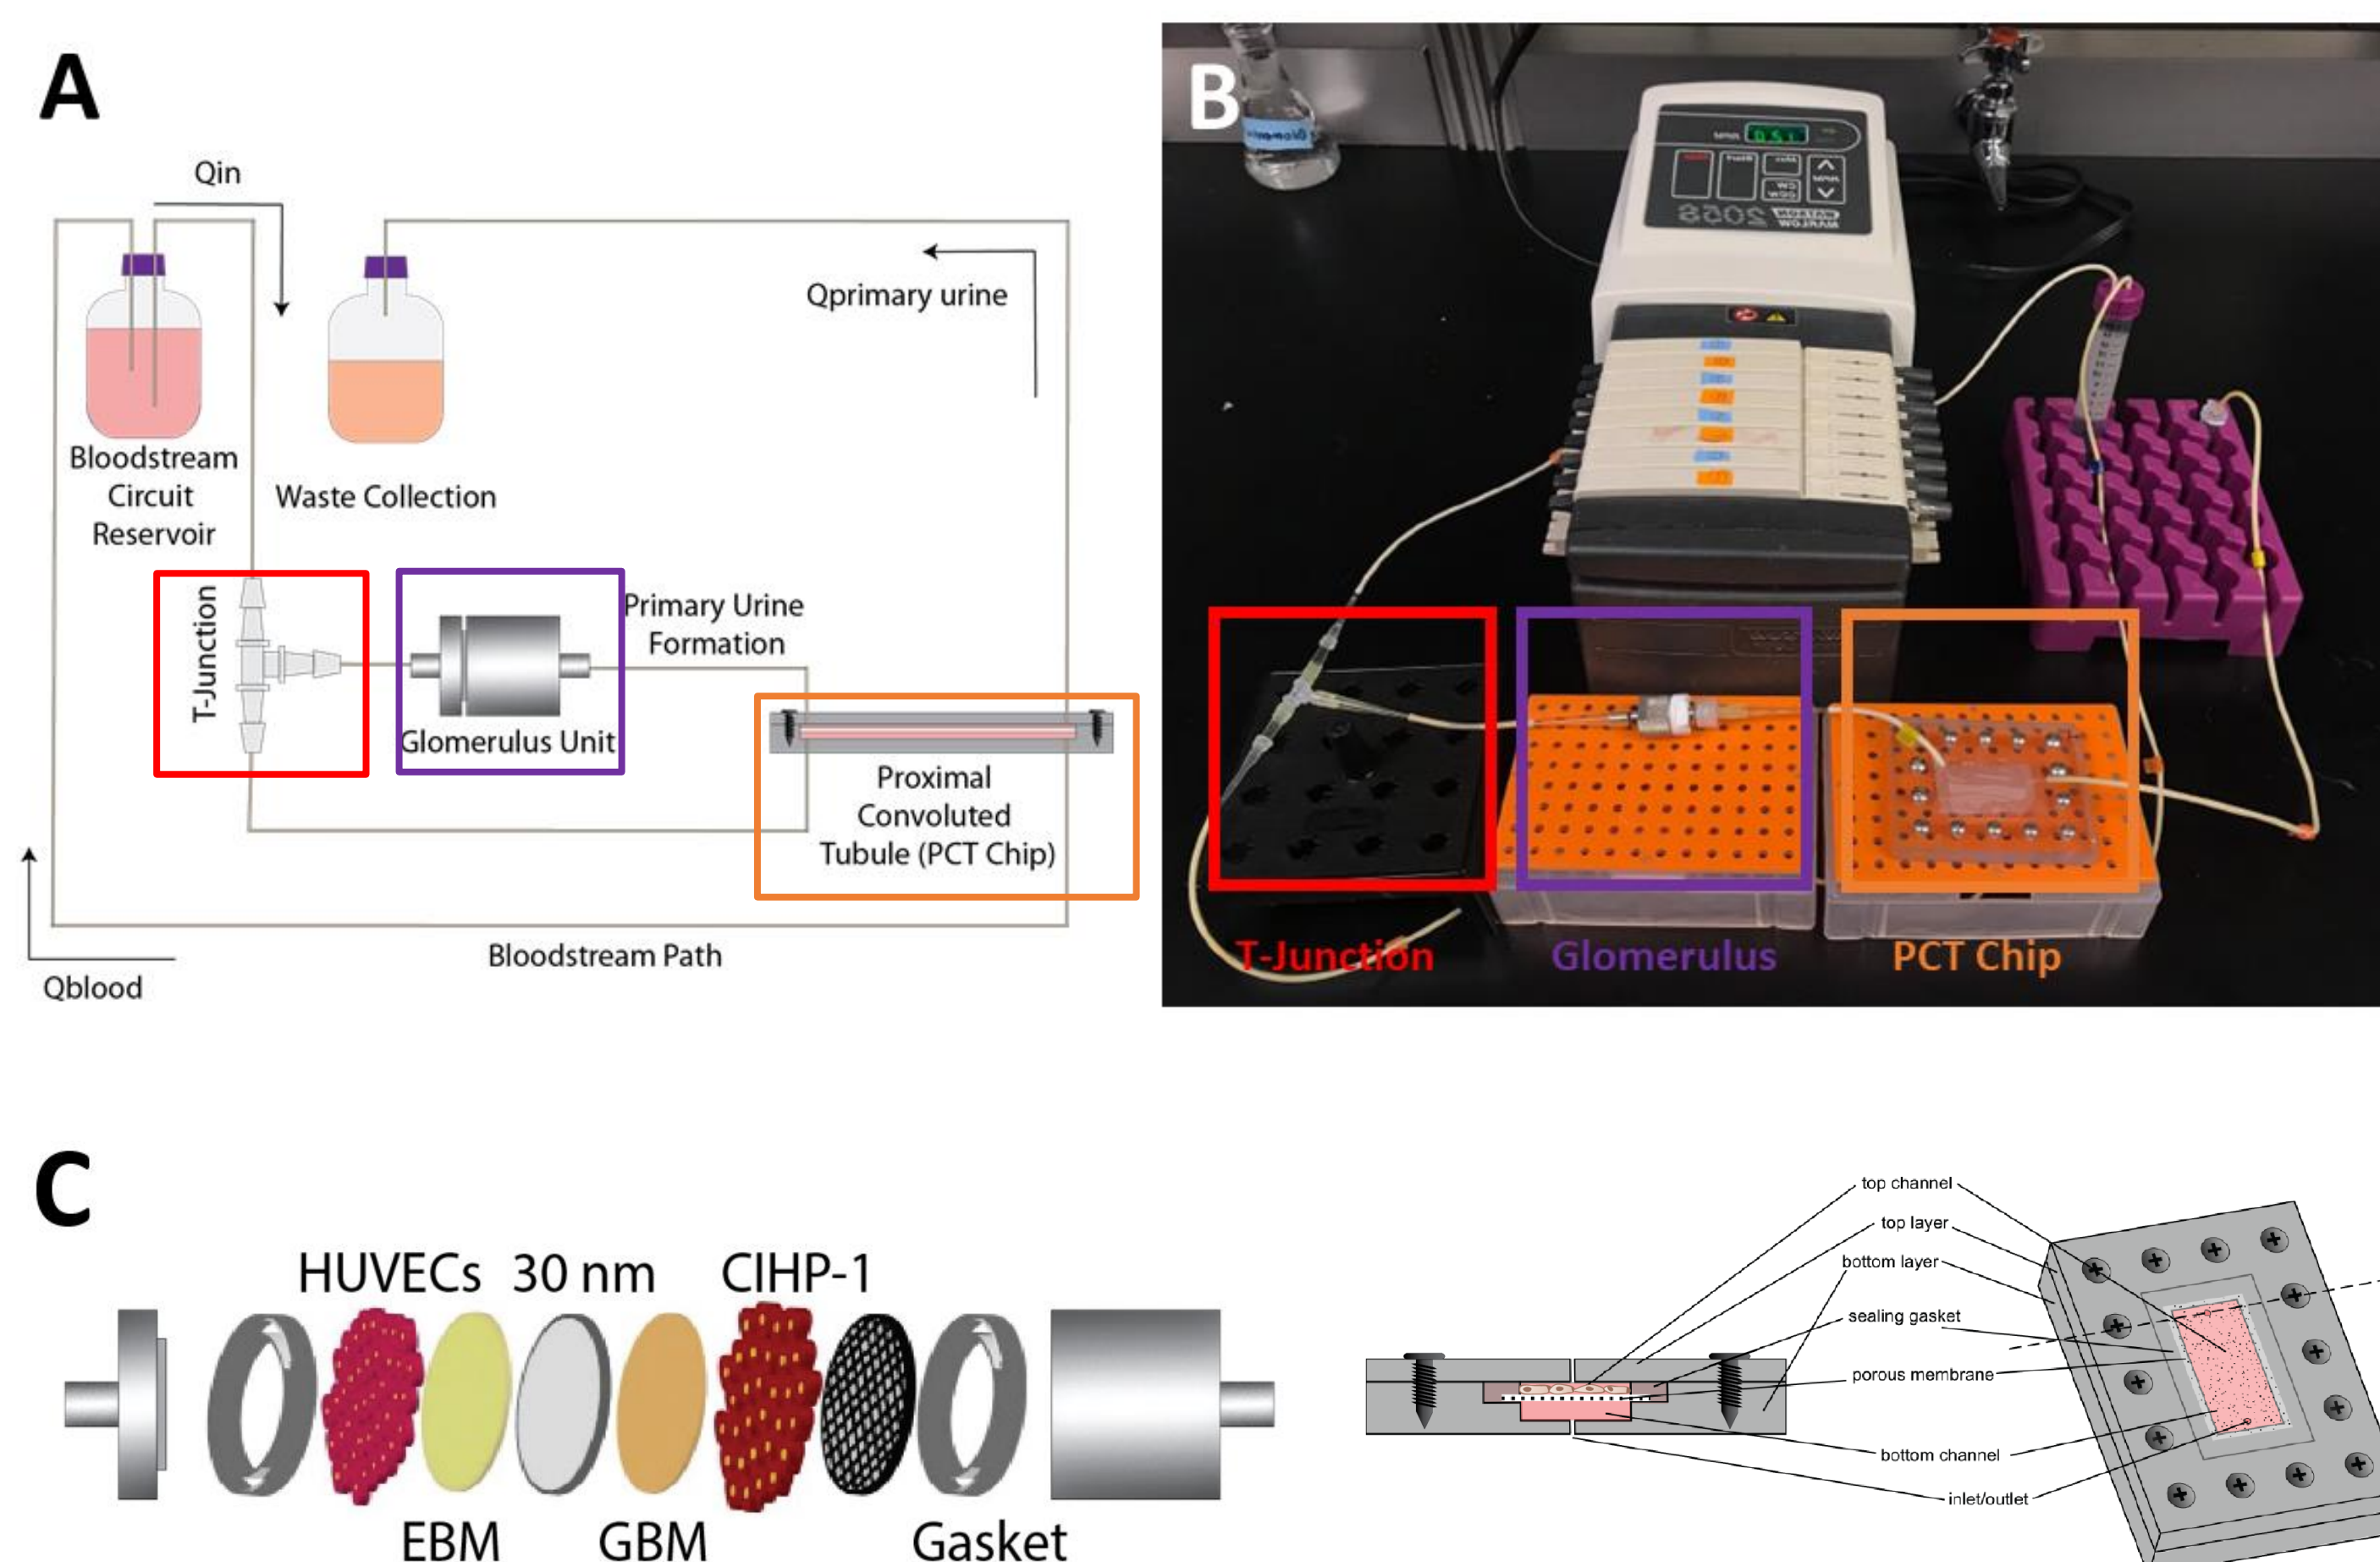 A
Qin
Qprimary urine
Bloodstream
Circuit
Reservoir
Waste Collection
T-Junction
Primary Urine
Formation
Glomerulus Unit
Proximal
Convoluted
Tubule (PCT Chip)
Bloodstream Path
Qblood
B
T-Junction
Glomerulus
PCT Chip
C
HUVECs
30 nm
CIHP-1
EBM
GBM
Gasket
top channel
top layer
bottom layer
sealing gasket
porous membrane
bottom channel
inlet/outlet